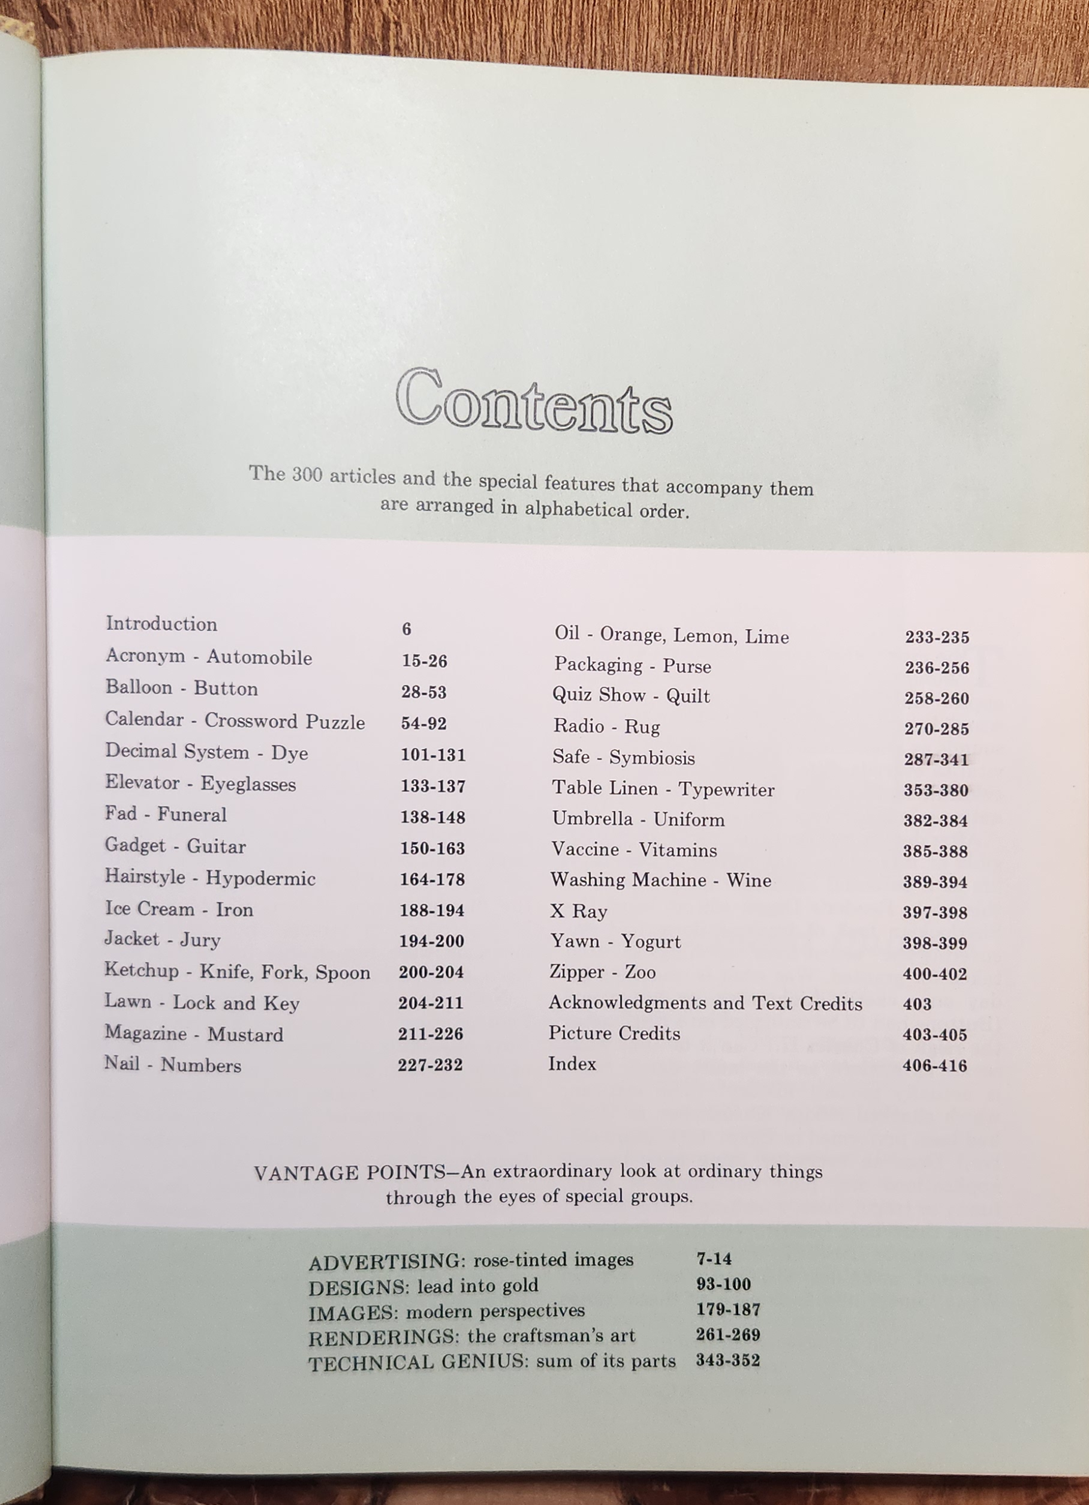 Contents
The 300 articles and the special features that accompany them
are arranged in alphabetical order.
Introduction 6
Acronym - Automobile 15-26
Balloon - Button 28-53
Calendar - Crossword Puzzle 54-92
Decimal System - Dye 101-131
Elevator - Eyeglasses 133-137
Fad - Funeral 138-148
Gadget - Guitar 150-163
Hairstyle - Hypodermic 164-178
Ice Cream - Iron 188-194
Jacket - Jury 194-200
Ketchup - Knife, Fork, Spoon 200-204
Lawn - Lock and Key 204-211
Magazine - Mustard 211-226
Nail - Numbers 227-232
Oil - Orange, Lemon, Lime 233-235
Packaging - Purse 236-256
Quiz Show - Quilt 258-260
Radio - Rug 270-285
Safe - Symbiosis 287-341
Table Linen - Typewriter 353-380
Umbrella - Uniform 382-384
Vaccine - Vitamins 385-388
Washing Machine - Wine 389-394
X Ray 397-398
Yawn - Yogurt 398-399
Zipper - Zoo 400-402
Acknowledgments and Text Credits 403
Picture Credits 403-405
Index 406-416
VANTAGE POINTS—An extraordinary look at ordinary things
through the eyes of special groups.
ADVERTISING: rose-tinted images 7-14
DESIGNS: lead into gold 93-100
IMAGES: modern perspectives 179-187
RENDERINGS: the craftsman's art 261-269
TECHNICAL GENIUS: sum of its parts 343-352